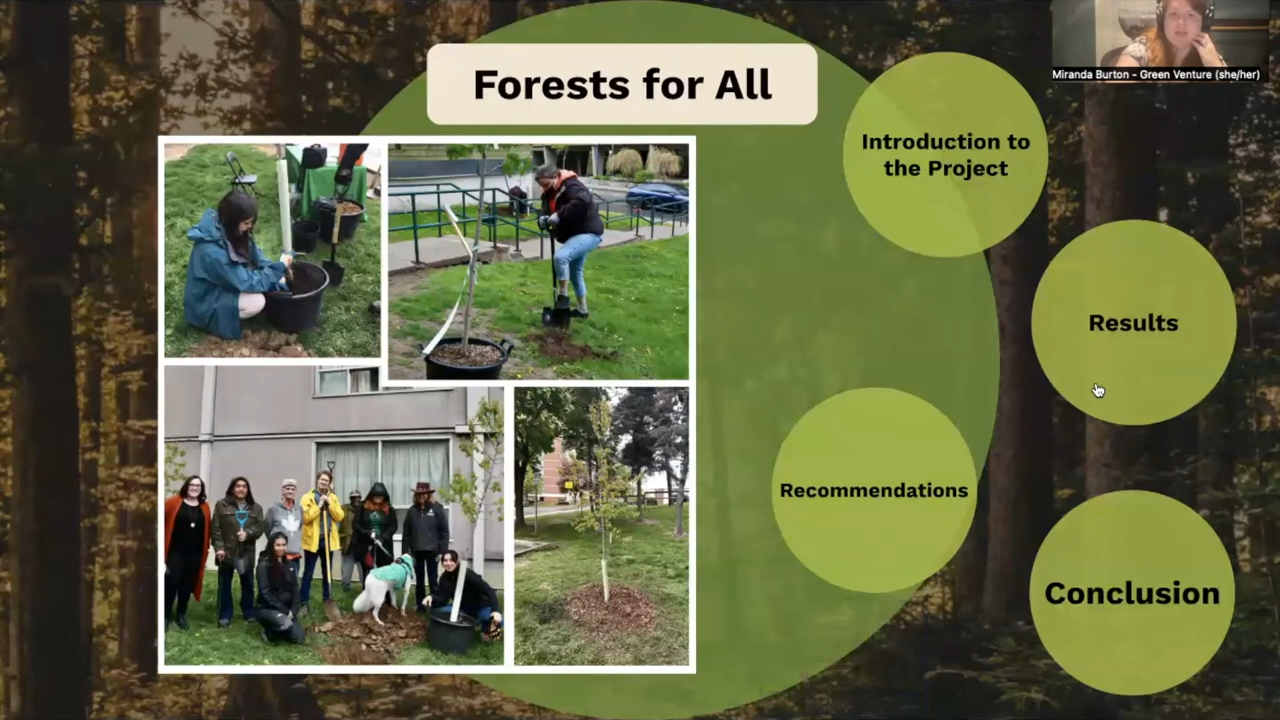 Forests for All
Miranda Burton - Green Venture (she/her)
Introduction to
the Project
Results
Recommendations
Conclusion